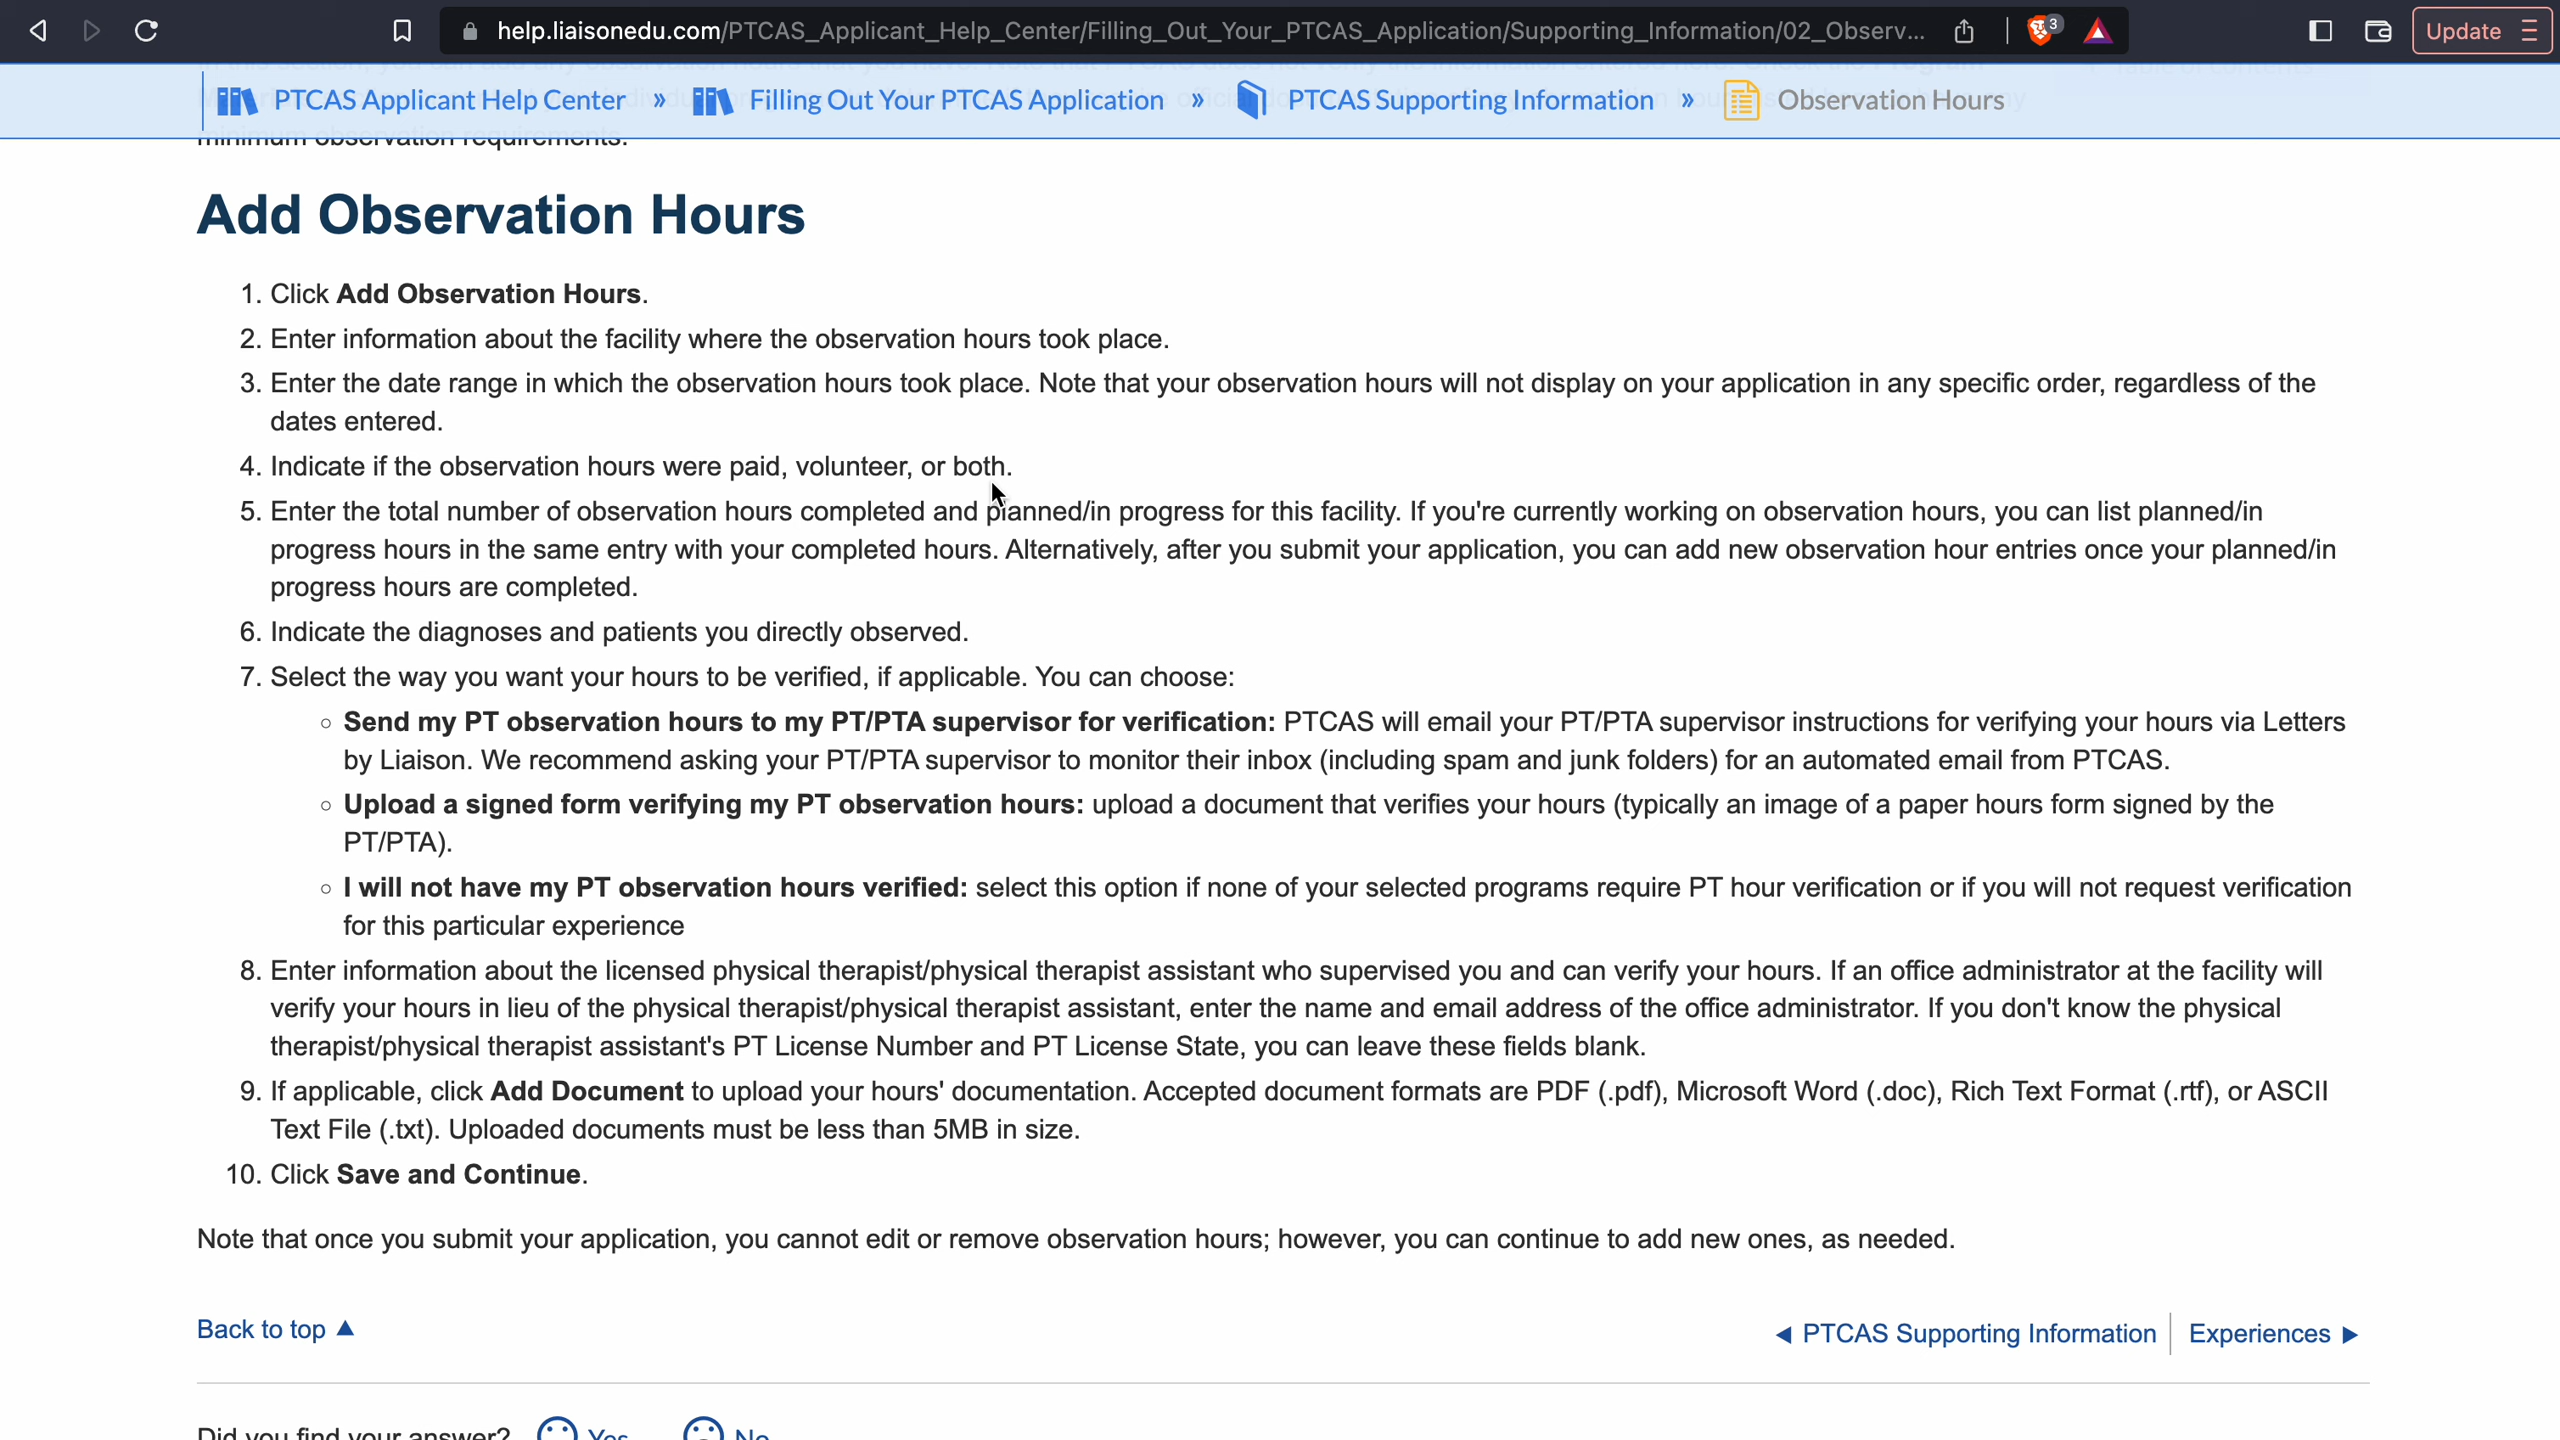 help.liaisonedu.com/PTCAS_Applicant_Help_Center/Filling_Out_Your_PTCAS_Application/Supporting_Information/02_Observ...
3
Update
PTCAS Applicant Help Center » Filling Out Your PTCAS Application » PTCAS Supporting Information » Observation Hours
minimum observation requirements.
Add Observation Hours
1. Click Add Observation Hours.
2. Enter information about the facility where the observation hours took place.
3. Enter the date range in which the observation hours took place. Note that your observation hours will not display on your application in any specific order, regardless of the
dates entered.
4. Indicate if the observation hours were paid, volunteer, or both.
5. Enter the total number of observation hours completed and planned/in progress for this facility. If you're currently working on observation hours, you can list planned/in
progress hours in the same entry with your completed hours. Alternatively, after you submit your application, you can add new observation hour entries once your planned/in
progress hours are completed.
6. Indicate the diagnoses and patients you directly observed.
7. Select the way you want your hours to be verified, if applicable. You can choose:
○ Send my PT observation hours to my PT/PTA supervisor for verification: PTCAS will email your PT/PTA supervisor instructions for verifying your hours via Letters
by Liaison. We recommend asking your PT/PTA supervisor to monitor their inbox (including spam and junk folders) for an automated email from PTCAS.
○ Upload a signed form verifying my PT observation hours: upload a document that verifies your hours (typically an image of a paper hours form signed by the
PT/PTA).
○ I will not have my PT observation hours verified: select this option if none of your selected programs require PT hour verification or if you will not request verification
for this particular experience
8. Enter information about the licensed physical therapist/physical therapist assistant who supervised you and can verify your hours. If an office administrator at the facility will
verify your hours in lieu of the physical therapist/physical therapist assistant, enter the name and email address of the office administrator. If you don't know the physical
therapist/physical therapist assistant's PT License Number and PT License State, you can leave these fields blank.
9. If applicable, click Add Document to upload your hours' documentation. Accepted document formats are PDF (.pdf), Microsoft Word (.doc), Rich Text Format (.rtf), or ASCII
Text File (.txt). Uploaded documents must be less than 5MB in size.
10. Click Save and Continue.
Note that once you submit your application, you cannot edit or remove observation hours; however, you can continue to add new ones, as needed.
Back to top ▲
◀ PTCAS Supporting Information | Experiences ▶
Did you find your answer? Yes No